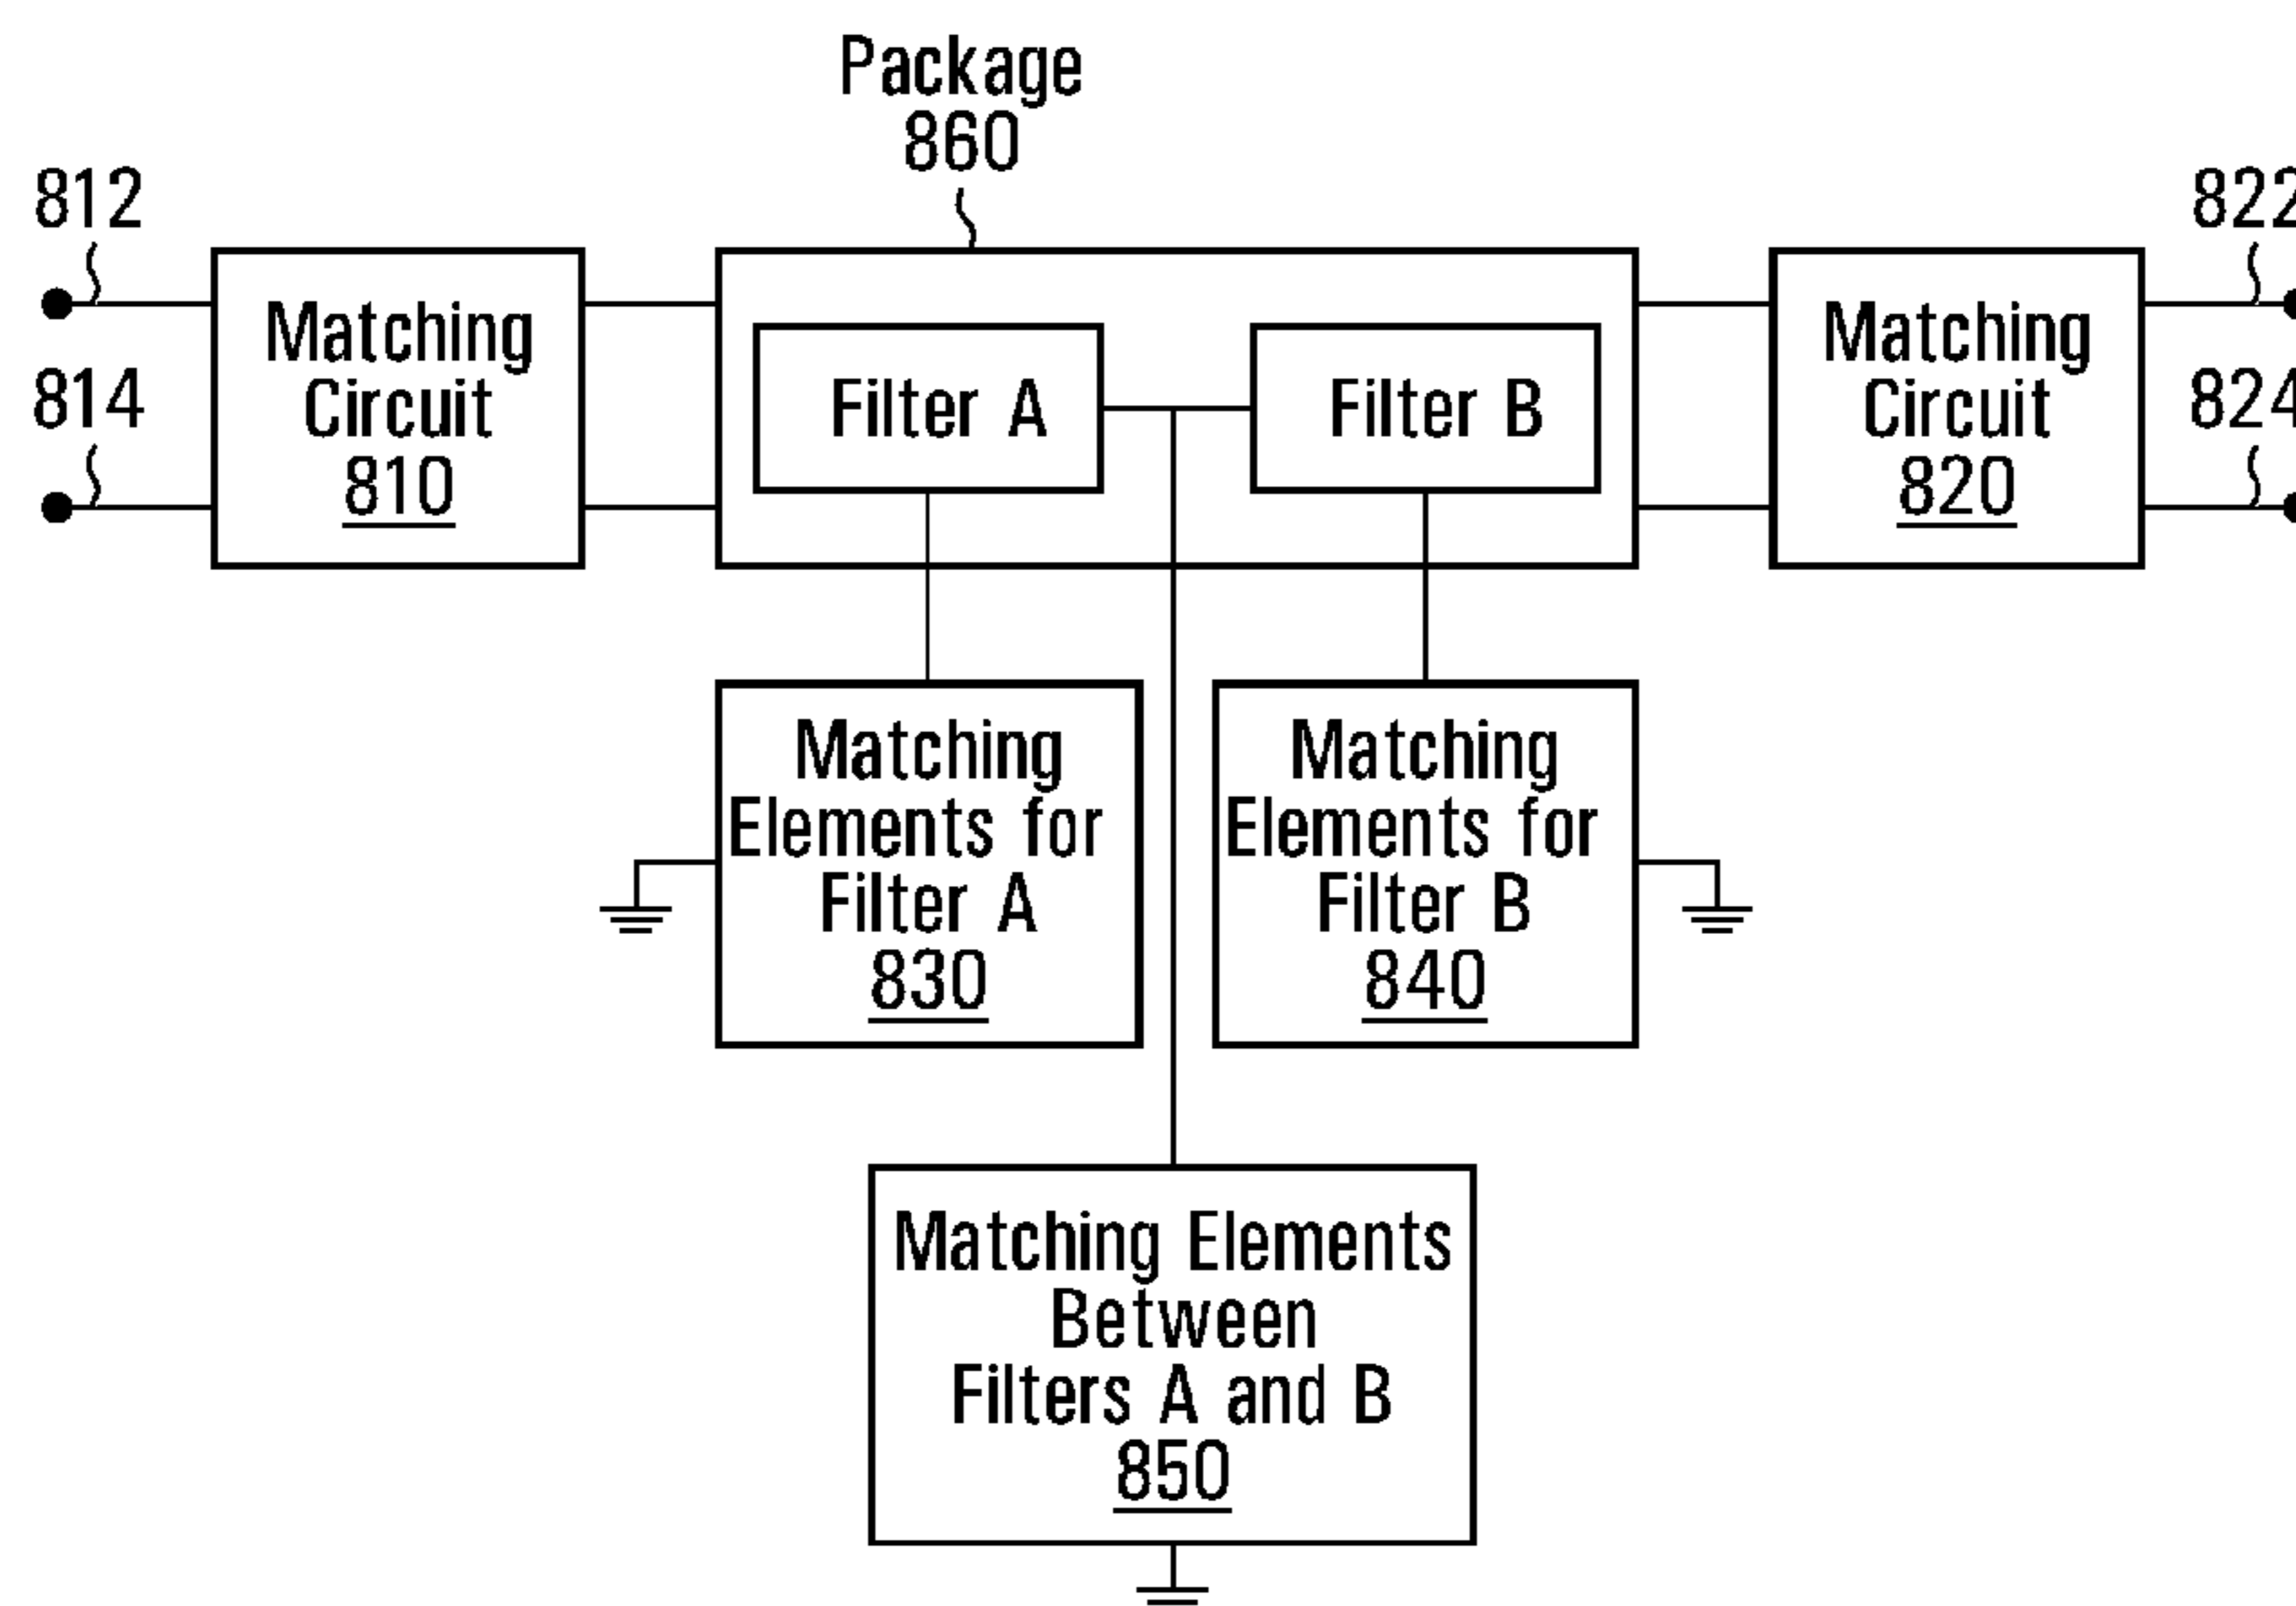 Package
860
812
822
814
824
Matching
Circuit
810
Filter A
Filter B
Matching
Circuit
820
Matching
Elements for
Filter A
830
Matching
Elements for
Filter B
840
Matching Elements
Between
Filters A and B
850